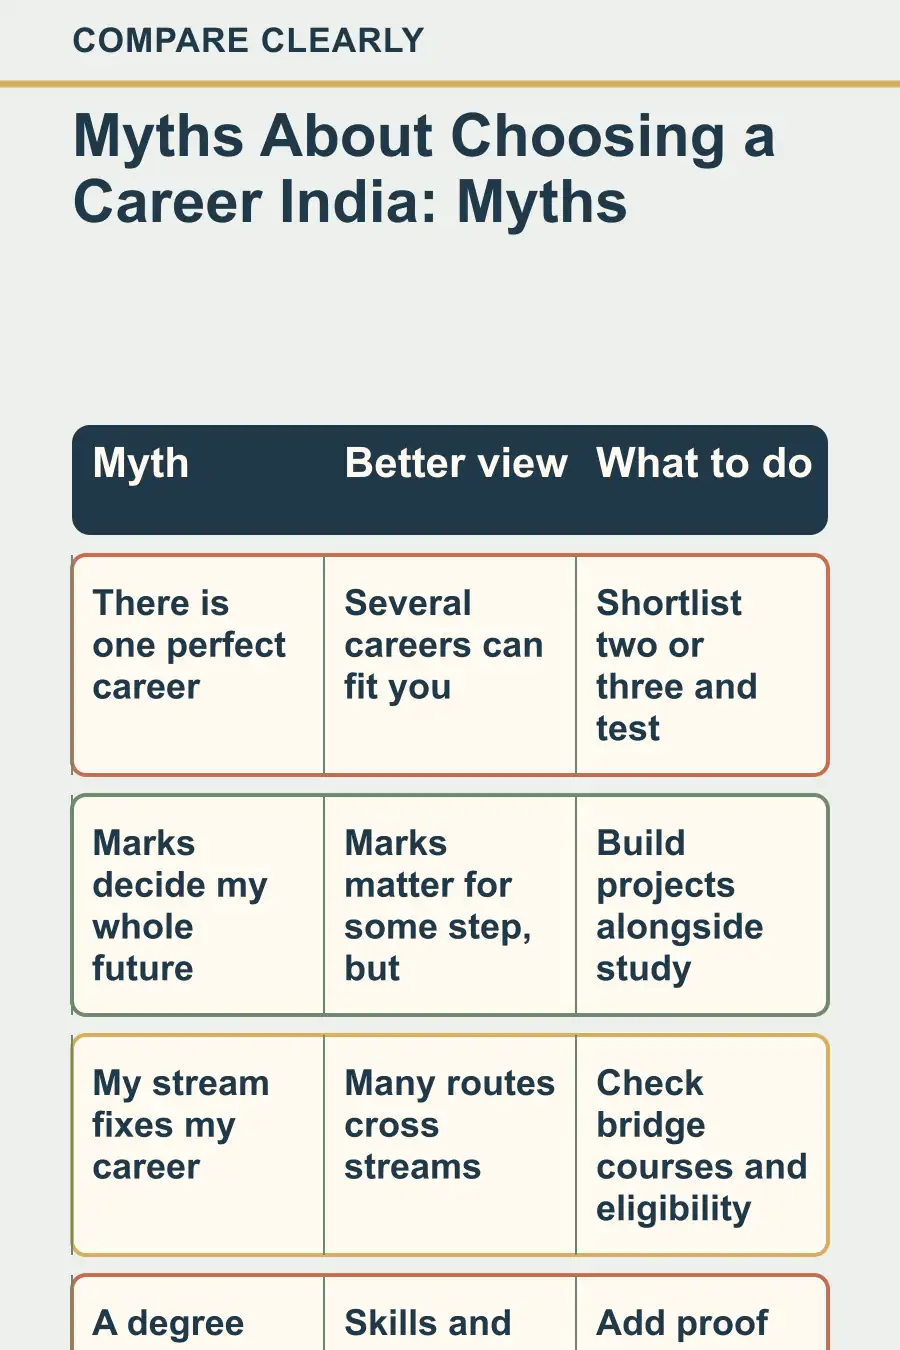 COMPARE CLEARLY
Myths About Choosing a
Career India: Myths
Myth
Better view
What to do
There is
one perfect
career
Several
careers can
fit you
Shortlist
two or
three and
test
Marks
decide my
whole
future
Marks
matter for
some step,
but
Build
projects
alongside
study
My stream
fixes my
career
Many routes
cross
streams
Check
bridge
courses and
eligibility
A degree
Skills and
Add proof